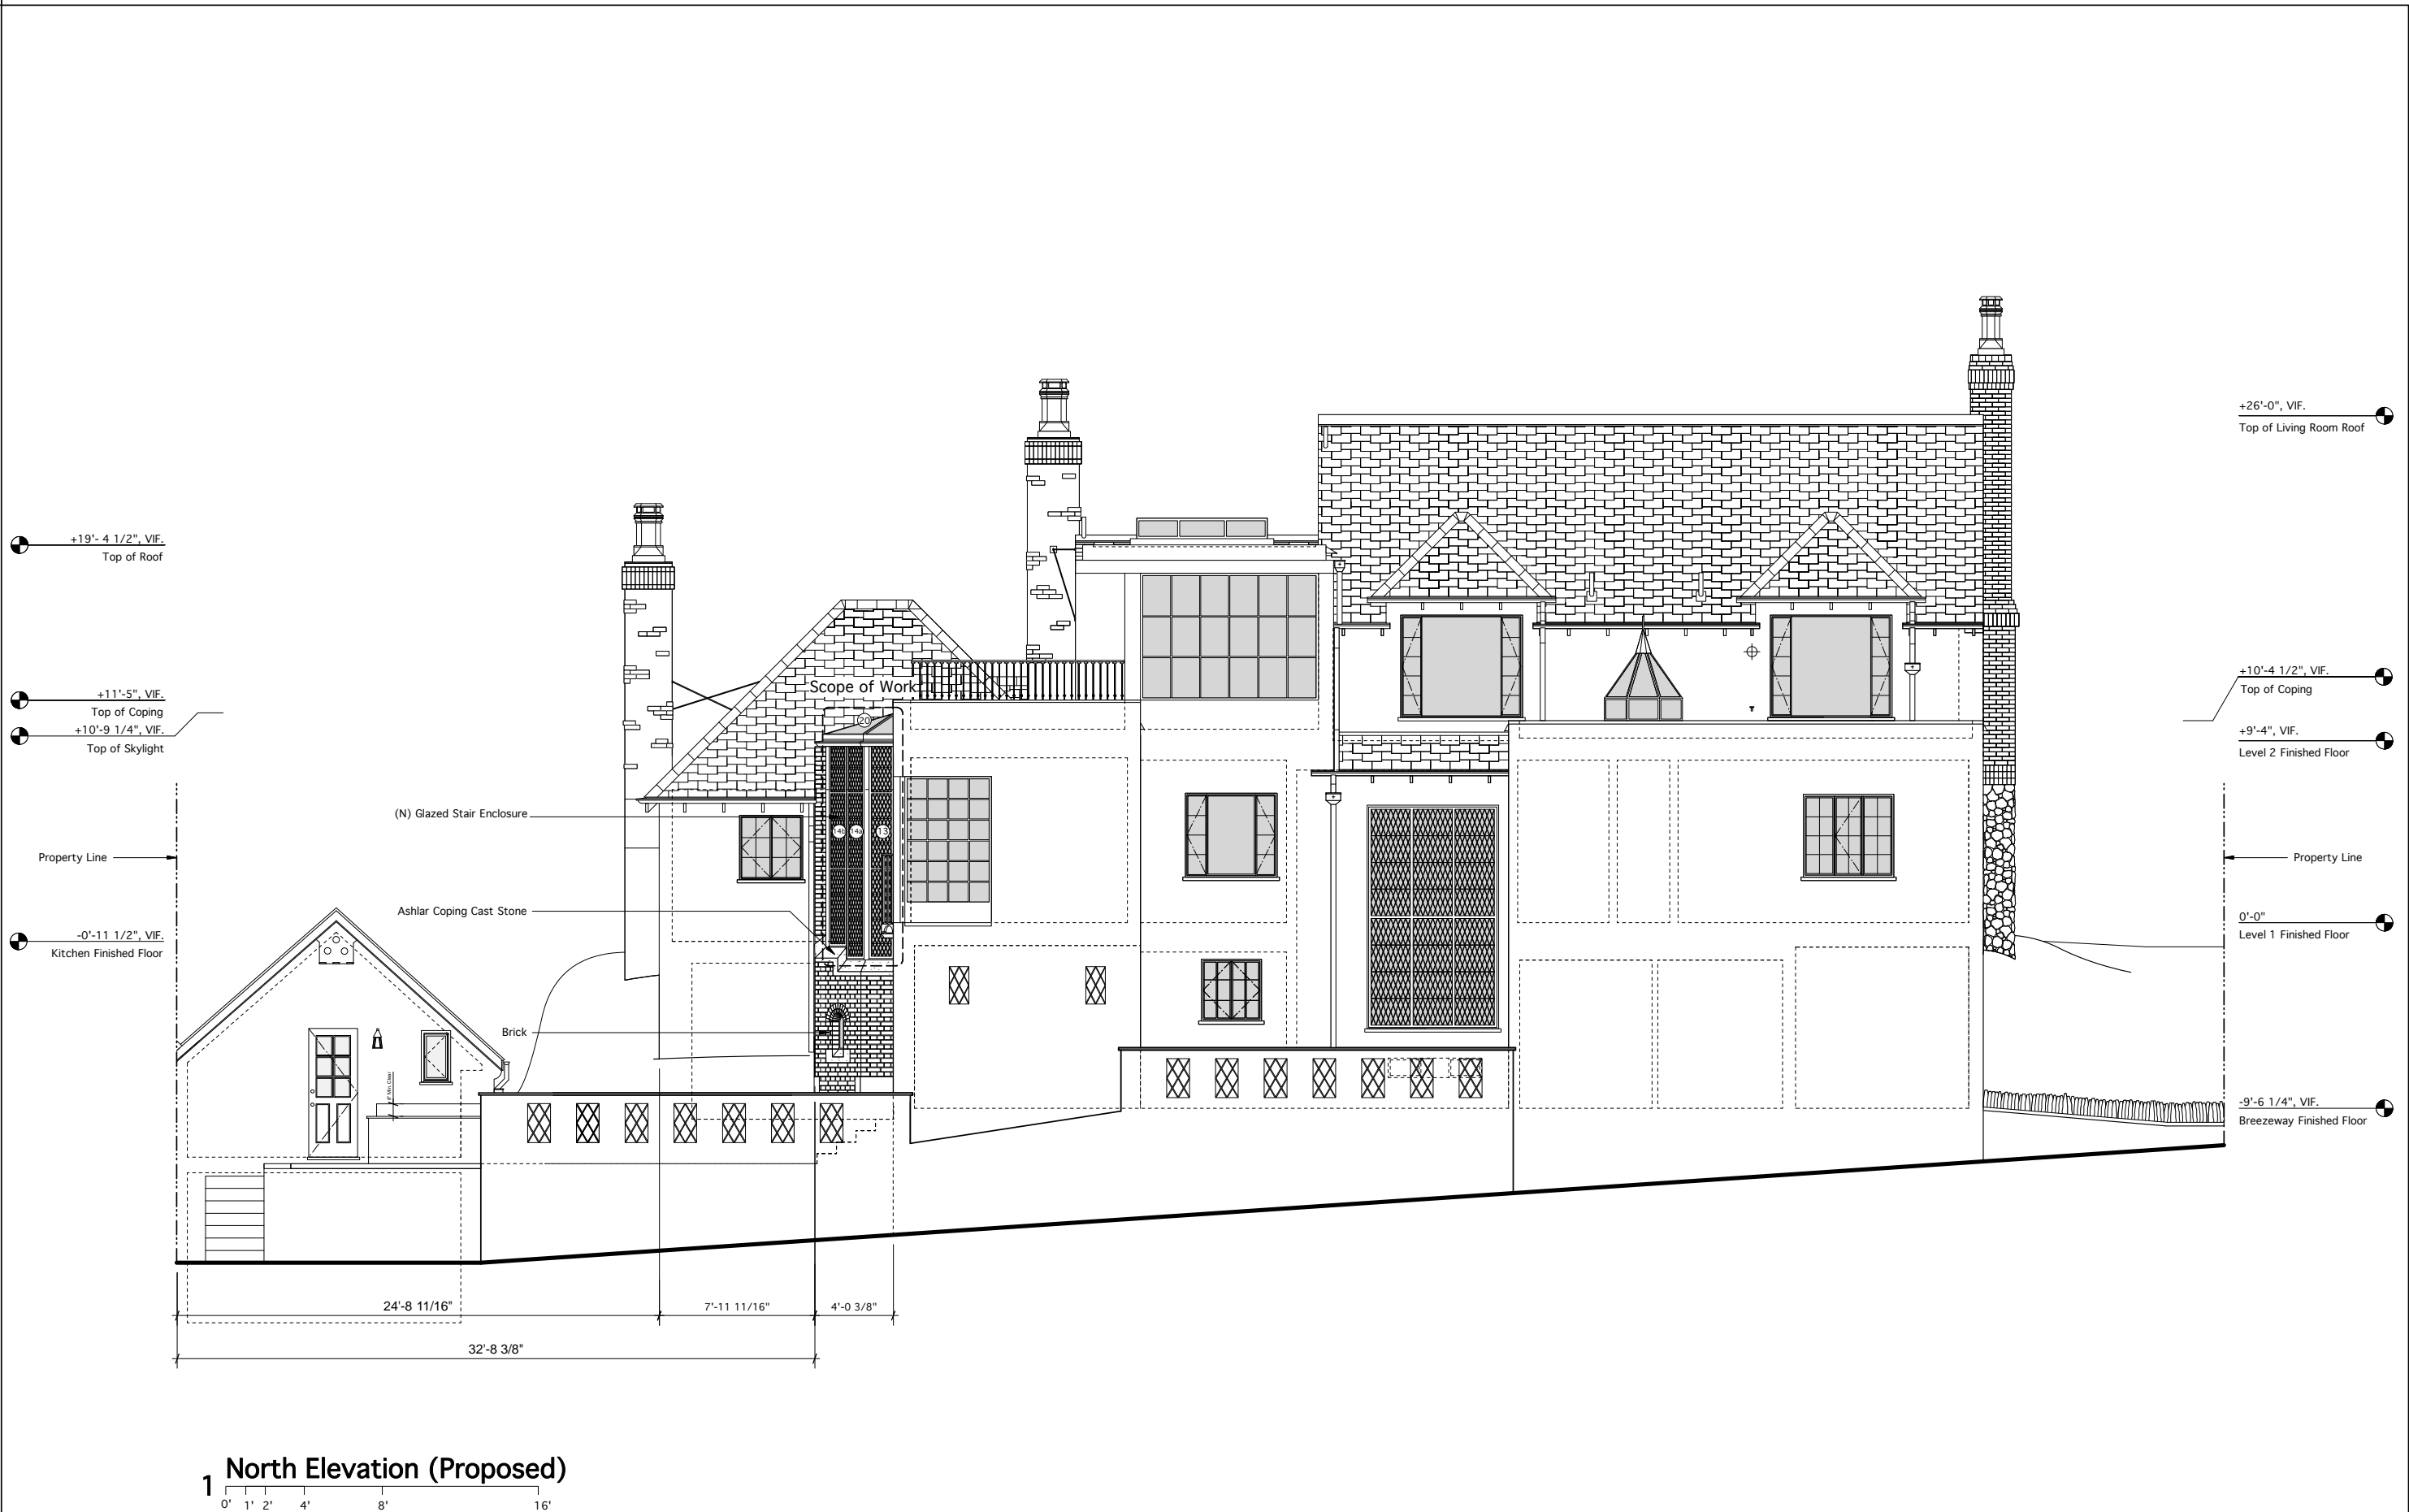 +26'-0", VIF.
Top of Living Room Roof
+19'- 4 1/2", VIF.
Top of Roof
+11'-5", VIF.
Top of Coping
+10'-9 1/4", VIF.
Top of Skylight
+10'-4 1/2", VIF.
Top of Coping
+9'-4", VIF.
Level 2 Finished Floor
Scope of Work
20
(N) Glazed Stair Enclosure
14b
14a
13
Property Line
Property Line
Ashlar Coping Cast Stone
-0'-11 1/2", VIF.
Kitchen Finished Floor
0'-0"
Level 1 Finished Floor
Brick
-9'-6 1/4", VIF.
Breezeway Finished Floor
24'-8 11/16"
7'-11 11/16"
4'-0 3/8"
32'-8 3/8"
1 North Elevation (Proposed)
0' 1' 2' 4' 8' 16'